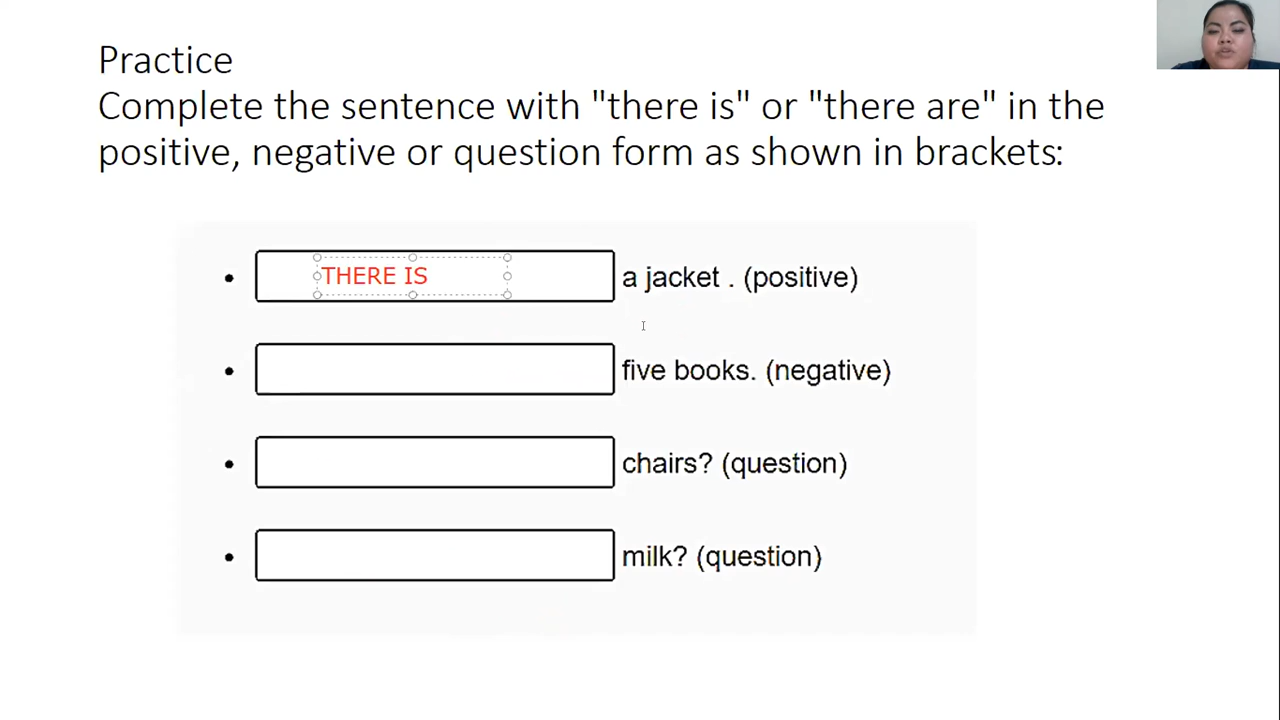 Practice
Complete the sentence with "there is" or "there are" in the
positive, negative or question form as shown in brackets:
• THERE IS a jacket . (positive)
• five books. (negative)
• chairs? (question)
• milk? (question)